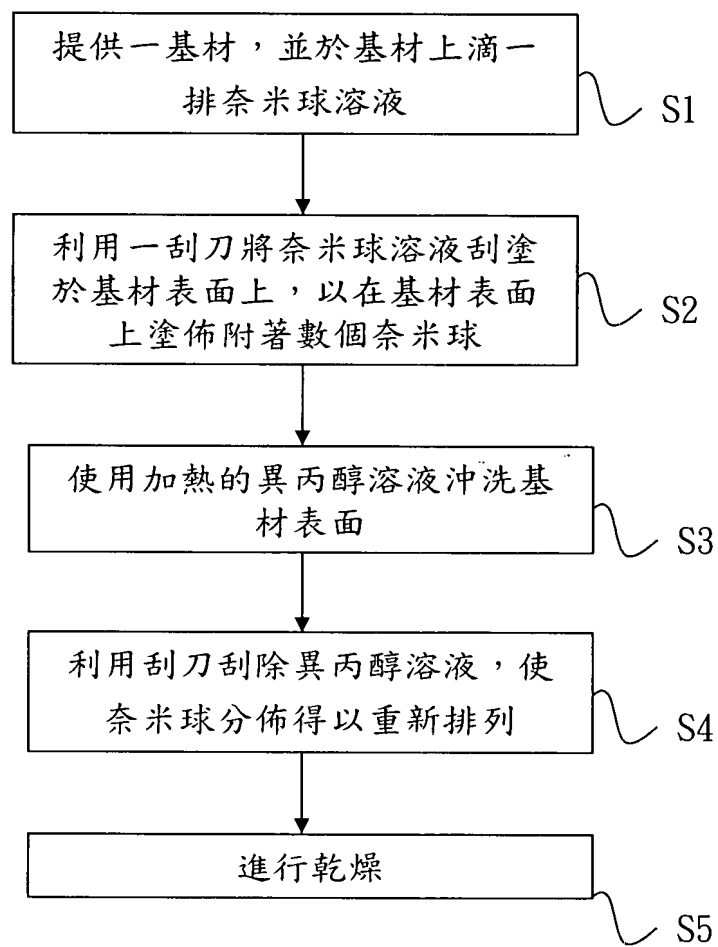 提供一基材，並於基材上滴一
排奈米球溶液
S1
利用一刮刀將奈米球溶液刮塗
於基材表面上，以在基材表面
上塗佈附著數個奈米球
S2
使用加熱的異丙醇溶液沖洗基
材表面
S3
利用刮刀刮除異丙醇溶液，使
奈米球分佈得以重新排列
S4
進行乾燥
S5